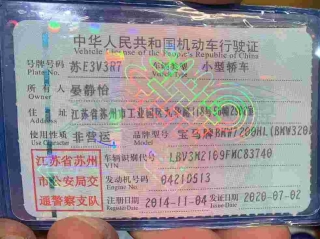 中华人民共和国机动车行驶证
Vehicle License of the People's Republic of China
号牌号码 苏E3V3R7 车辆类型 小型轿车
Plate No. Vehicle Type
所有人 晏静怡
Owner
住址 江苏省苏州市工业园区
使用性质 非营运 品牌型号 宝马牌BMW7209HL(BMW320
Use Character
江苏省苏州 车辆识别代号 LBV3M2109FMC83740
市公安局交 发动机号码 04210513
Engine No.
通警察支队 注册日期 2014-11-04 发证日期 2020-07-02
Register Date Issue Date